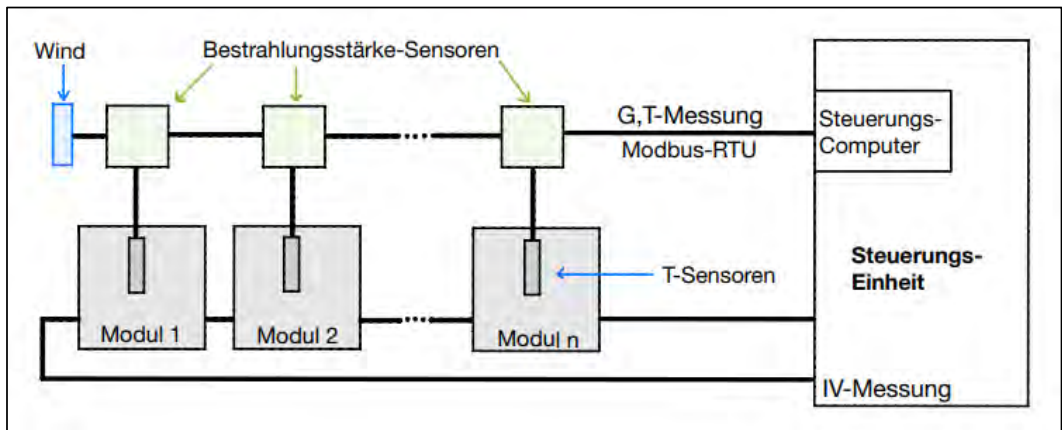 Wind
Bestrahlungsstärke-Sensoren
G,T-Messung
Modbus-RTU
Steuerungs-
Computer
Steuerungs-
Einheit
T-Sensoren
Modul 1
Modul 2
Modul n
IV-Messung